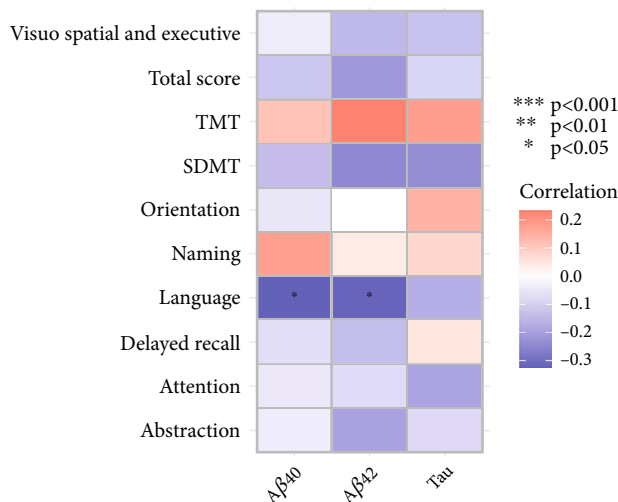 Visuo spatial and executive
Total score
TMT
SDMT
Orientation
Naming
Language
* *
Delayed recall
Attention
Abstraction
Aβ40
Aβ42
Tau
*** p<0.001
** p<0.01
* p<0.05
Correlation
0.2
0.1
0.0
–0.1
–0.2
–0.3